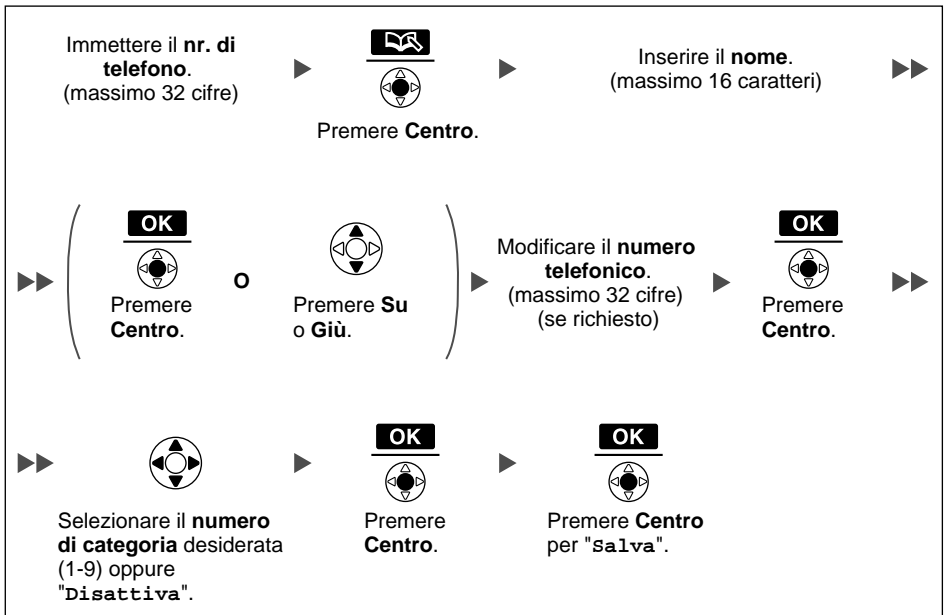 Immettere il nr. di
telefono.
(massimo 32 cifre)
Premere Centro.
Inserire il nome.
(massimo 16 caratteri)
OK
Premere
Centro.
O
Premere Su
o Giù.
Modificare il numero
telefonico.
(massimo 32 cifre)
(se richiesto)
OK
Premere
Centro.
Selezionare il numero
di categoria desiderata
(1-9) oppure
"Disattiva".
OK
Premere
Centro.
OK
Premere Centro
per "Salva".